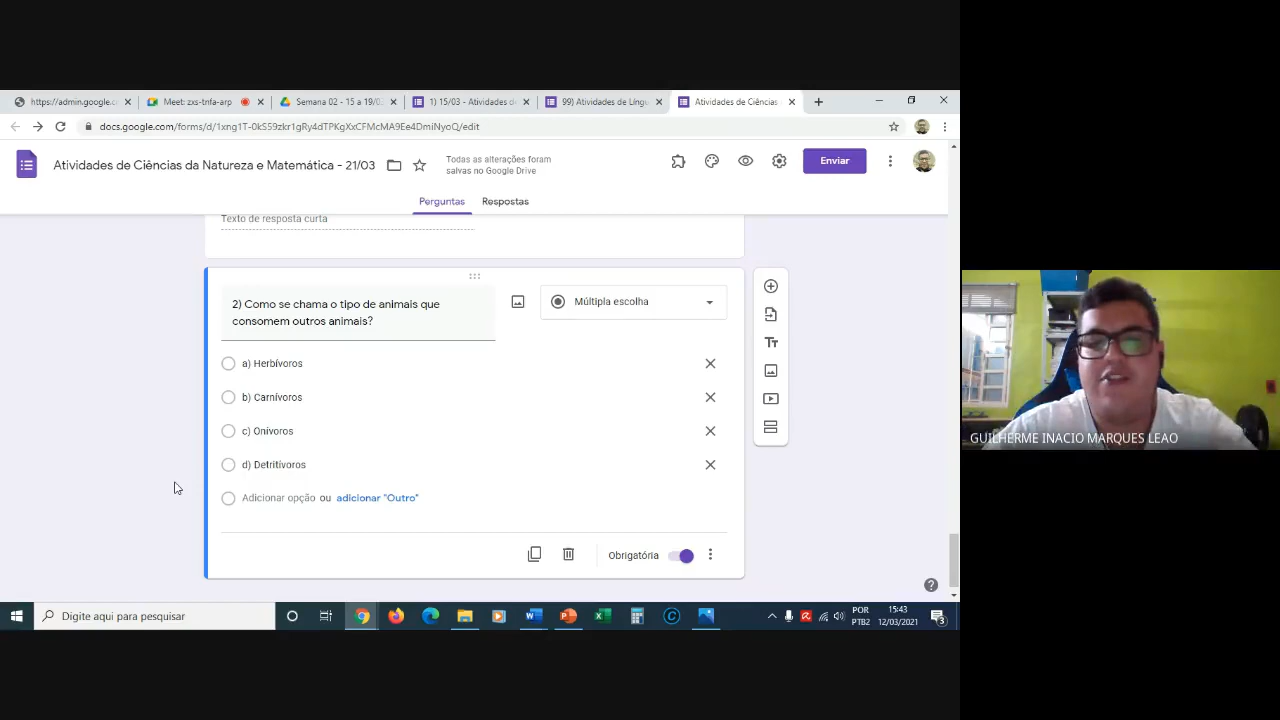 https://admin.google.c
Meet: zxs-tnfa-arp
Semana 02 - 15 a 19/03
1) 15/03 - Atividades de
99) Atividades de Língu
Atividades de Ciências
docs.google.com/forms/d/1xng1T-0kS59zkr1gRy4dTPKgXxCFMcMA9Ee4DmiNyoQ/edit
Atividades de Ciências da Natureza e Matemática - 21/03
Todas as alterações foram
salvas no Google Drive
Enviar
Perguntas
Respostas
Texto de resposta curta
2) Como se chama o tipo de animais que
consomem outros animais?
Múltipla escolha
a) Herbívoros
b) Carnívoros
c) Onívoros
d) Detritívoros
Adicionar opção ou adicionar "Outro"
Obrigatória
GUILHERME INACIO MARQUES LEAO
Digite aqui para pesquisar
POR
PTB2
15:43
12/03/2021
3